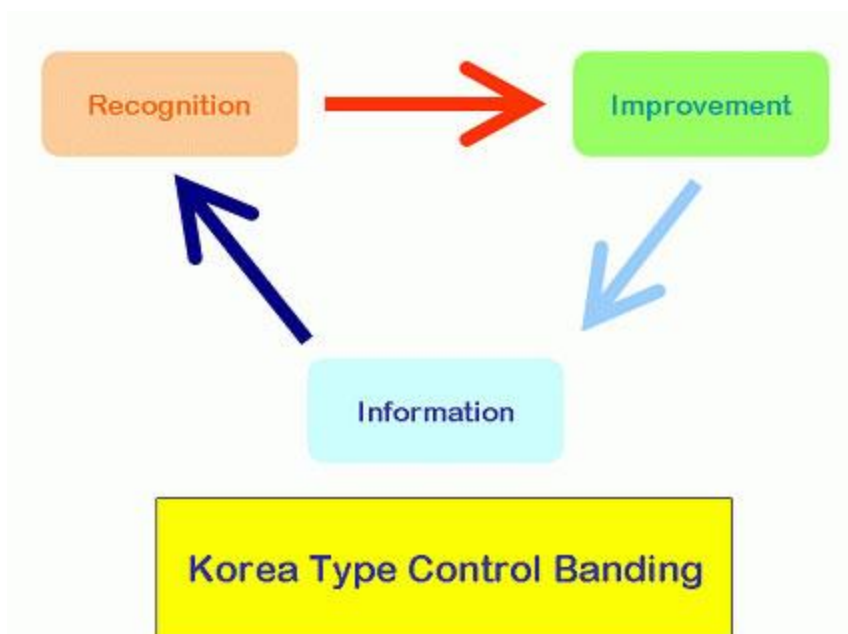 Recognition
Improvement
Information
Korea Type Control Banding